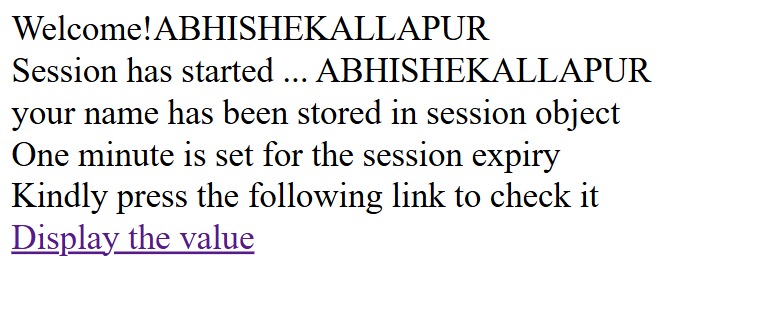 Welcome!ABHISHEKALLAPUR
Session has started ... ABHISHEKALLAPUR
your name has been stored in session object
One minute is set for the session expiry
Kindly press the following link to check it
Display the value